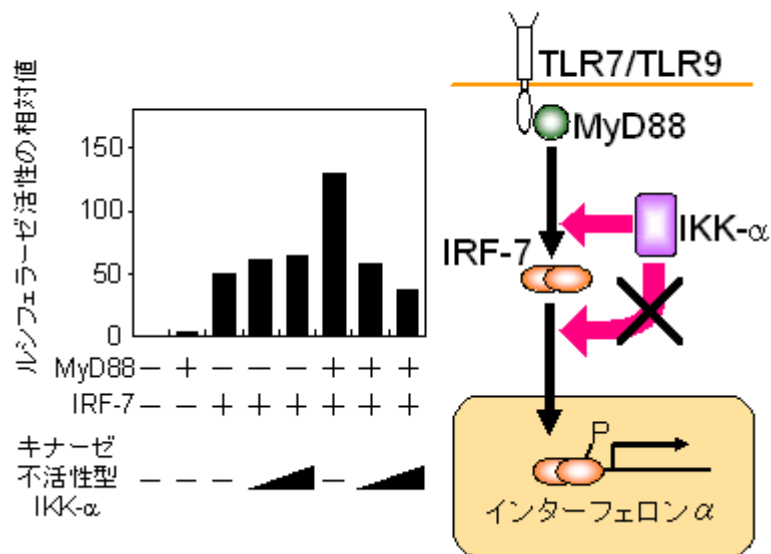 ルシフェラーゼ活性の相対値
150
100
50
0
MyD88 － ＋ － － － ＋ ＋ ＋
IRF-7 － － ＋ ＋ ＋ ＋ ＋ ＋
キナーゼ
不活性型
IKK-α
－ － － －
TLR7/TLR9
MyD88
IKK-α
IRF-7
P
インターフェロンα